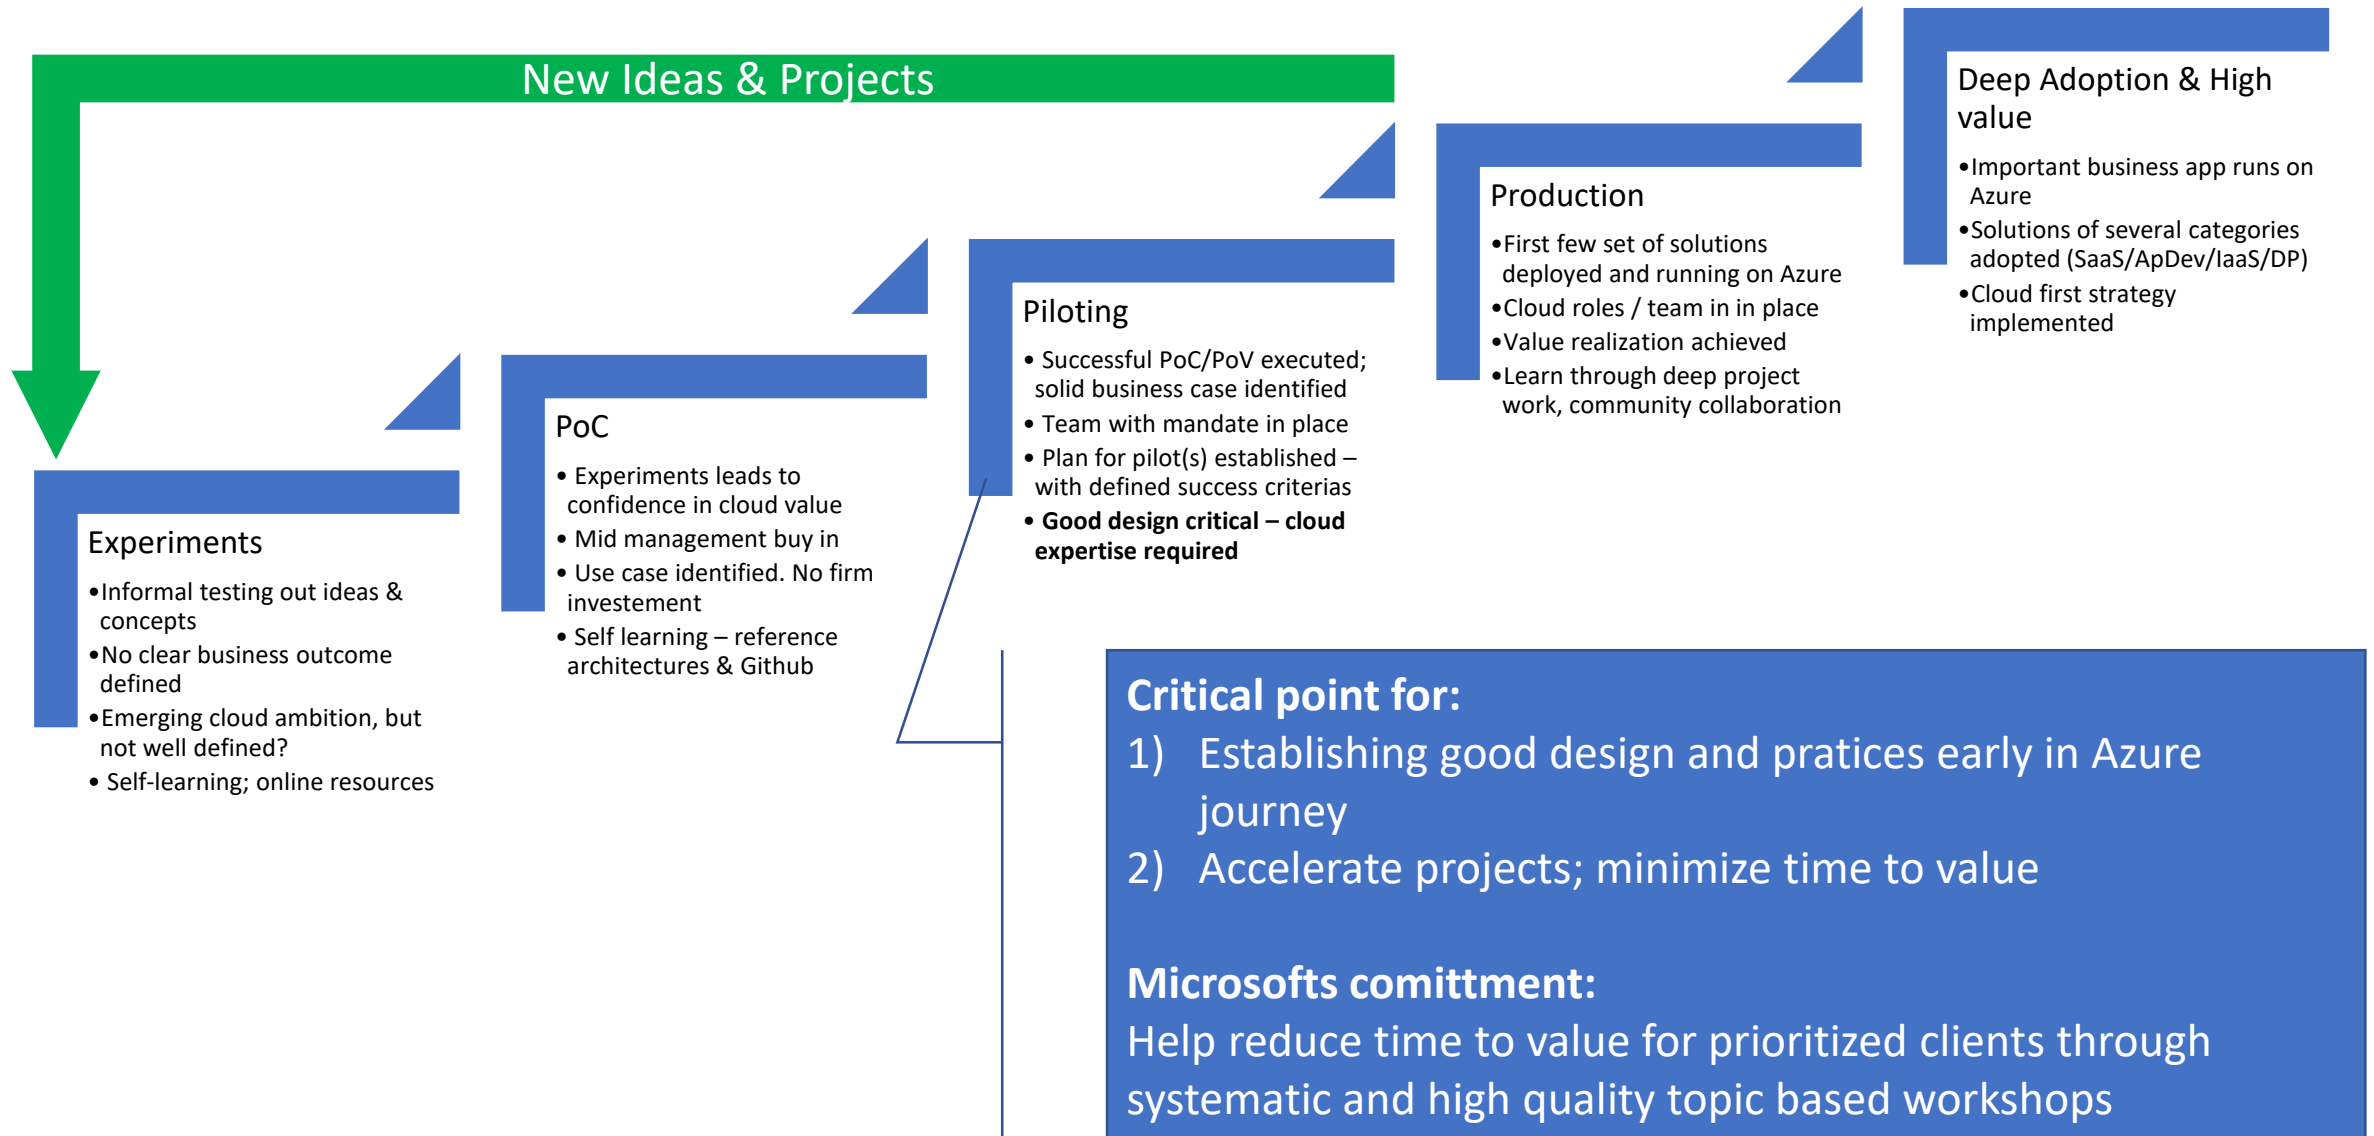 New Ideas & Projects
Experiments
•Informal testing out ideas &
concepts
•No clear business outcome
defined
•Emerging cloud ambition, but
not well defined?
• Self-learning; online resources
PoC
• Experiments leads to
confidence in cloud value
• Mid management buy in
• Use case identified. No firm
investement
• Self learning – reference
architectures & Github
Piloting
• Successful PoC/PoV executed;
solid business case identified
• Team with mandate in place
• Plan for pilot(s) established –
with defined success criterias
• Good design critical – cloud
expertise required
Production
•First few set of solutions
deployed and running on Azure
•Cloud roles / team in in place
•Value realization achieved
•Learn through deep project
work, community collaboration
Deep Adoption & High
value
•Important business app runs on
Azure
•Solutions of several categories
adopted (SaaS/ApDev/IaaS/DP)
•Cloud first strategy
implemented
Critical point for:
1) Establishing good design and pratices early in Azure
journey
2) Accelerate projects; minimize time to value
Microsofts comittment:
Help reduce time to value for prioritized clients through
systematic and high quality topic based workshops